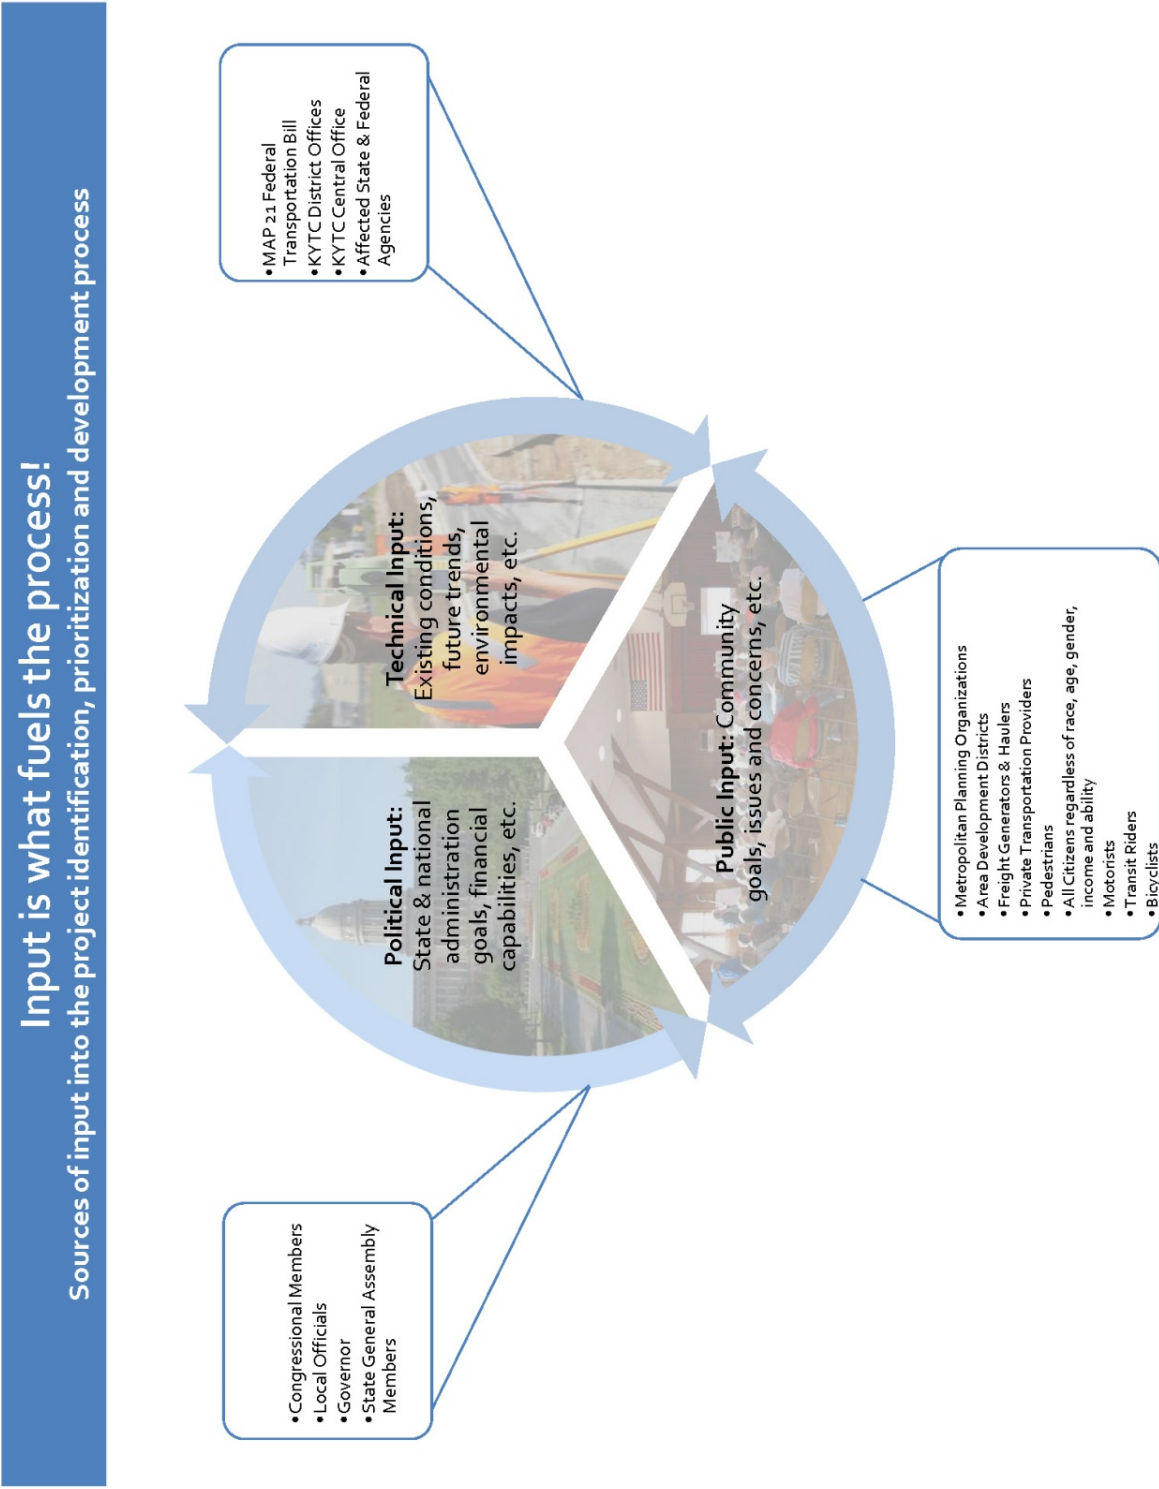 Input is what fuels the process!
Sources of input into the project identification, prioritization and development process
•Congressional Members
•Local Officials
•Governor
•State General Assembly
Members
Political Input:
State & national
administration
goals, financial
capabilities, etc.
Technical Input:
Existing conditions,
future trends,
environmental
impacts, etc.
•MAP 21 Federal
Transportation Bill
•KYTC District Offices
•KYTC Central Office
•Affected State & Federal
Agencies
Public Input: Community
goals, issues and concerns, etc.
•Metropolitan Planning Organizations
•Area Development Districts
•Freight Generators & Haulers
•Private Transportation Providers
•Pedestrians
•All Citizens regardless of race, age, gender,
income and ability
•Motorists
•Transit Riders
•Bicyclists